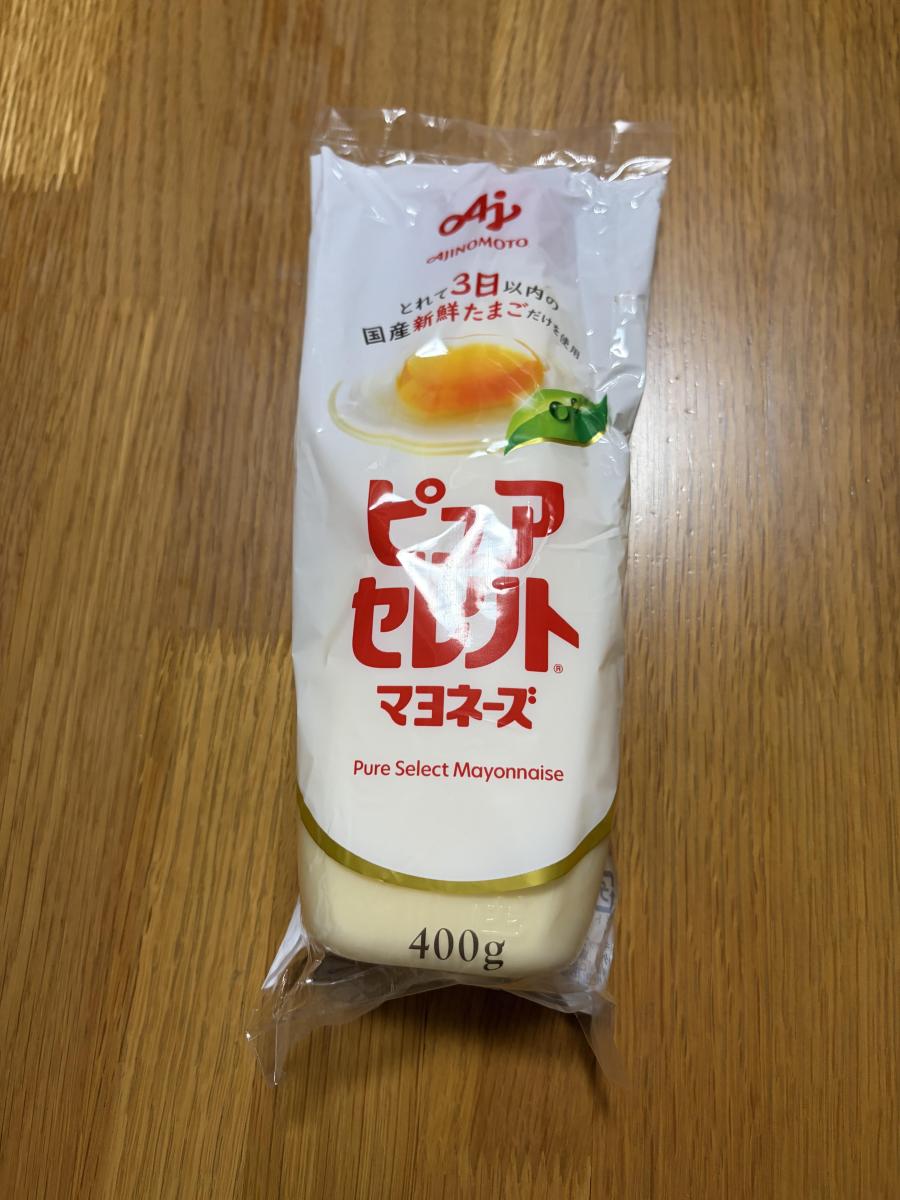 Aj
AJINOMOTO
とれて3日以内の
国産新鮮たまごだけを使用
ピュア
セレクト®
マヨネーズ
Pure Select Mayonnaise
400g